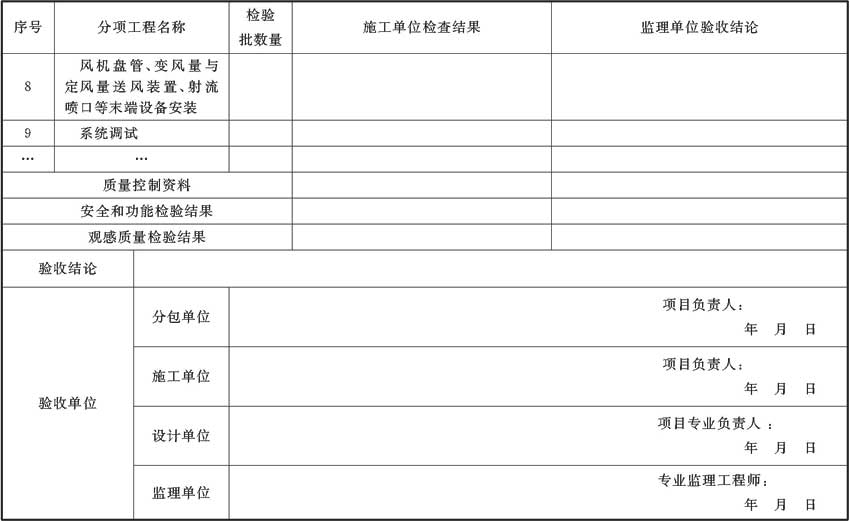 序号 分项工程名称 检验批数量 施工单位检查结果 监理单位验收结论
8 风机盘管、变风量与
定风量送风装置、射流
喷口等末端设备安装
9 系统调试
… …
质量控制资料
安全和功能检验结果
观感质量检验结果
验收结论
验收单位
分包单位 项目负责人：
年 月 日
施工单位 项目负责人：
年 月 日
设计单位 项目专业负责人：
年 月 日
监理单位 专业监理工程师：
年 月 日